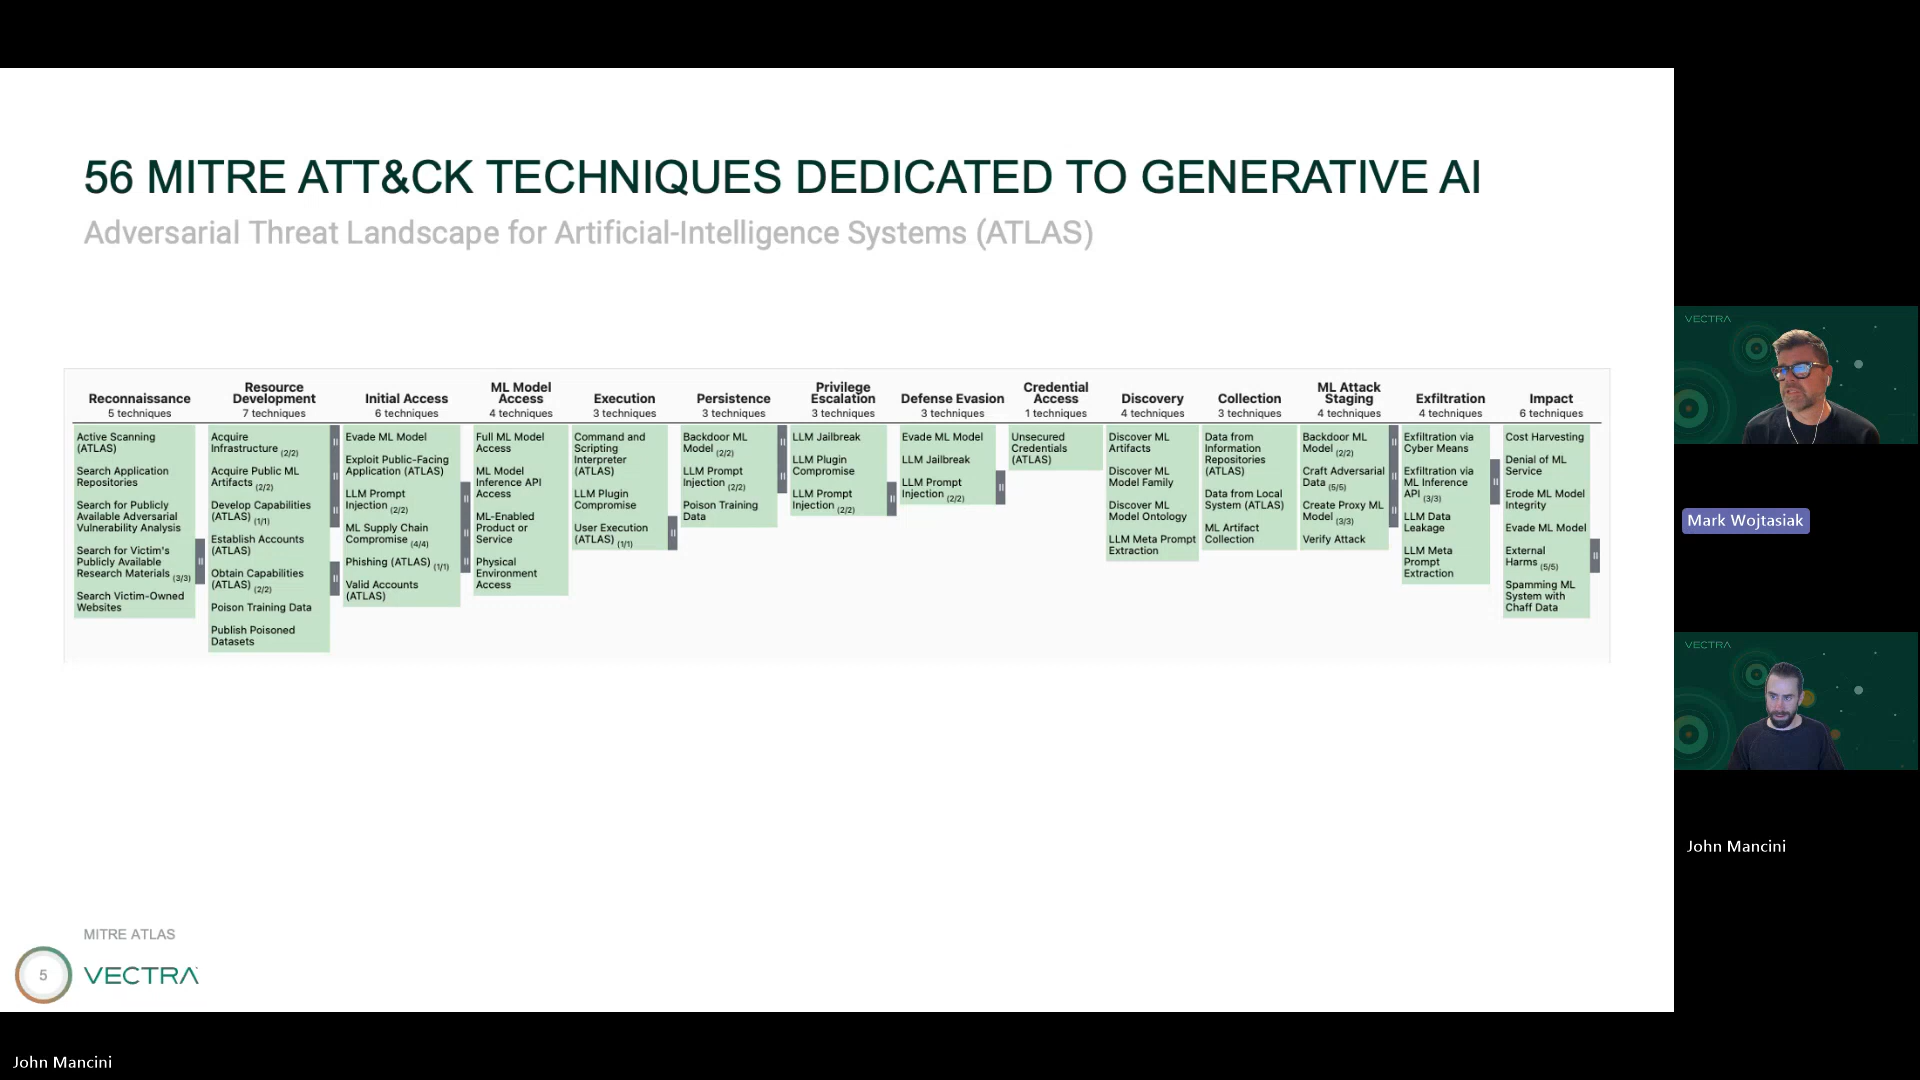 56 MITRE ATT&CK TECHNIQUES DEDICATED TO GENERATIVE AI
Adversarial Threat Landscape for Artificial-Intelligence Systems (ATLAS)
Reconnaissance
5 techniques
Active Scanning
(ATLAS)
Search Application
Repositories
Search for Publicly
Available Adversarial
Vulnerability Analysis
Search for Victim's
Publicly Available
Research Materials (3/3)
Search Victim-Owned
Websites
Resource
Development
7 techniques
Acquire
Infrastructure (2/2)
Acquire Public ML
Artifacts (2/2)
Develop Capabilities
(ATLAS) (1/1)
Establish Accounts
(ATLAS)
Obtain Capabilities
(ATLAS) (2/2)
Poison Training Data
Publish Poisoned
Datasets
Initial Access
6 techniques
Evade ML Model
Exploit Public-Facing
Application (ATLAS)
LLM Prompt
Injection (2/2)
ML Supply Chain
Compromise (4/4)
Phishing (ATLAS) (1/1)
Valid Accounts
(ATLAS)
ML Model
Access
4 techniques
Full ML Model
Access
ML Model
Inference API
Access
ML-Enabled
Product or
Service
Physical
Environment
Access
Execution
3 techniques
Command and
Scripting
Interpreter
(ATLAS)
LLM Plugin
Compromise
User Execution
(ATLAS) (1/1)
Persistence
3 techniques
Backdoor ML
Model (2/2)
LLM Prompt
Injection (2/2)
Poison Training
Data
Privilege
Escalation
3 techniques
LLM Jailbreak
LLM Plugin
Compromise
LLM Prompt
Injection (2/2)
Defense Evasion
3 techniques
Evade ML Model
LLM Jailbreak
LLM Prompt
Injection (2/2)
Credential
Access
1 techniques
Unsecured
Credentials
(ATLAS)
Discovery
4 techniques
Discover ML
Artifacts
Discover ML
Model Family
Discover ML
Model Ontology
LLM Meta Prompt
Extraction
Collection
3 techniques
Data from
Information
Repositories
(ATLAS)
Data from Local
System (ATLAS)
ML Artifact
Collection
ML Attack
Staging
4 techniques
Backdoor ML
Model (2/2)
Craft Adversarial
Data (5/5)
Create Proxy ML
Model (3/3)
Verify Attack
Exfiltration
4 techniques
Exfiltration via
Cyber Means
Exfiltration via
ML Inference
API (3/3)
LLM Data
Leakage
LLM Meta
Prompt
Extraction
Impact
6 techniques
Cost Harvesting
Denial of ML
Service
Erode ML Model
Integrity
Evade ML Model
External
Harms (5/5)
Spamming ML
System with
Chaff Data
MITRE ATLAS
5
VECTRA
John Mancini
VECTRA
Mark Wojtasiak
VECTRA
John Mancini